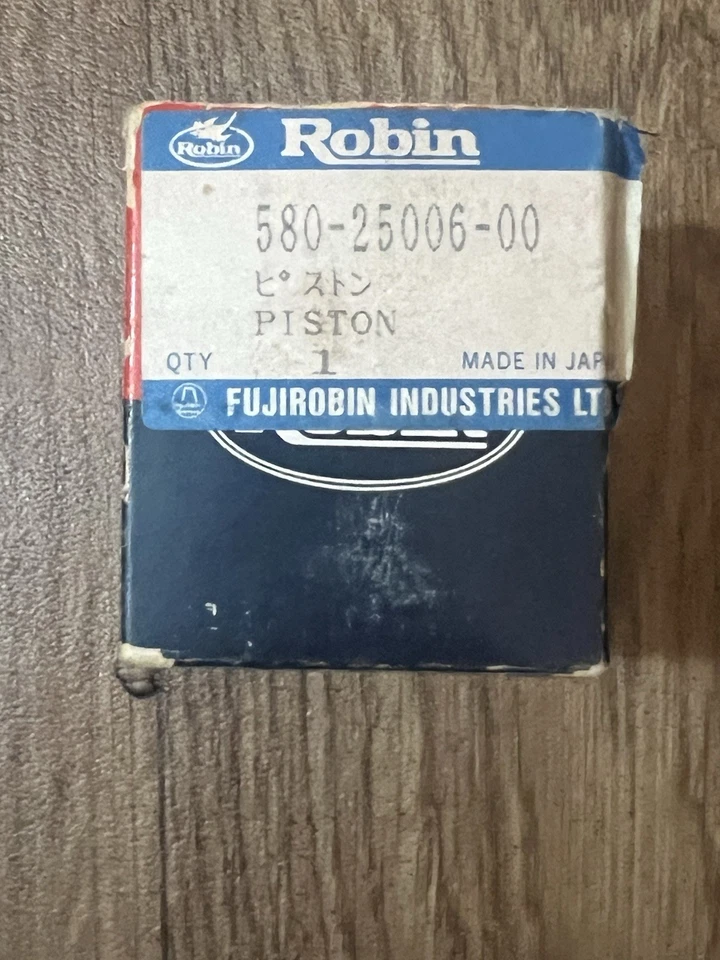 Robin Robin
580-25006-00
ピストン
PISTON
QTY 1 MADE IN JAP
FUJIROBIN INDUSTRIES LT